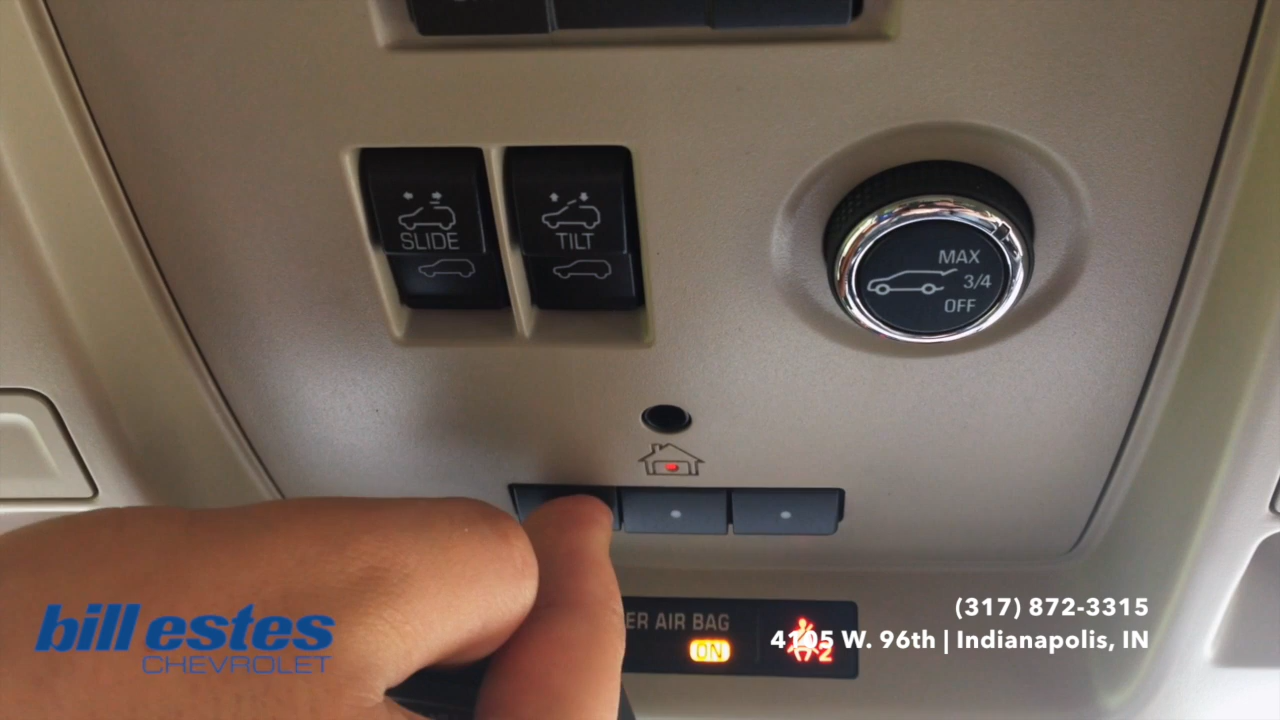 SLIDE
TILT
MAX
3/4
OFF
ER AIR BAG
ON
2
bill estes
CHEVROLET
(317) 872-3315
4105 W. 96th | Indianapolis, IN